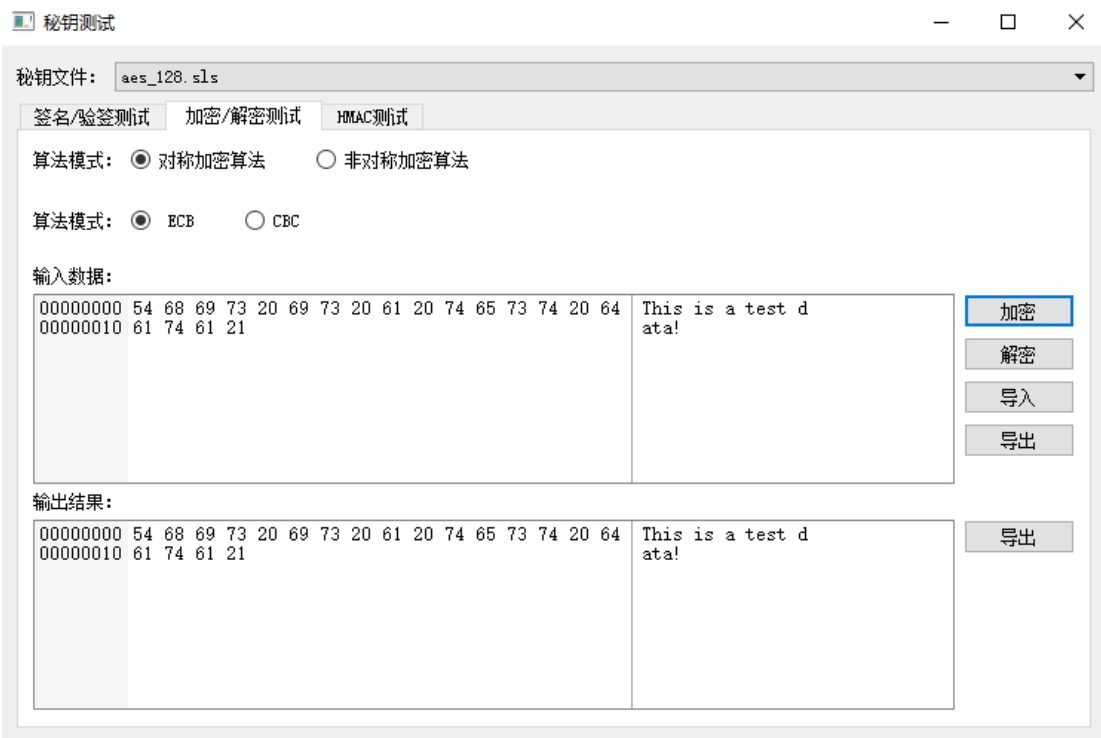 秘钥测试
秘钥文件： aes_128.sls
签名/验签测试 加密/解密测试 HMAC测试
算法模式： 对称加密算法 非对称加密算法
算法模式： ECB CBC
输入数据：
00000000 54 68 69 73 20 69 73 20 61 20 74 65 73 74 20 64 This is a test d
00000010 61 74 61 21 ata!
加密
解密
导入
导出
输出结果：
00000000 54 68 69 73 20 69 73 20 61 20 74 65 73 74 20 64 This is a test d
00000010 61 74 61 21 ata!
导出